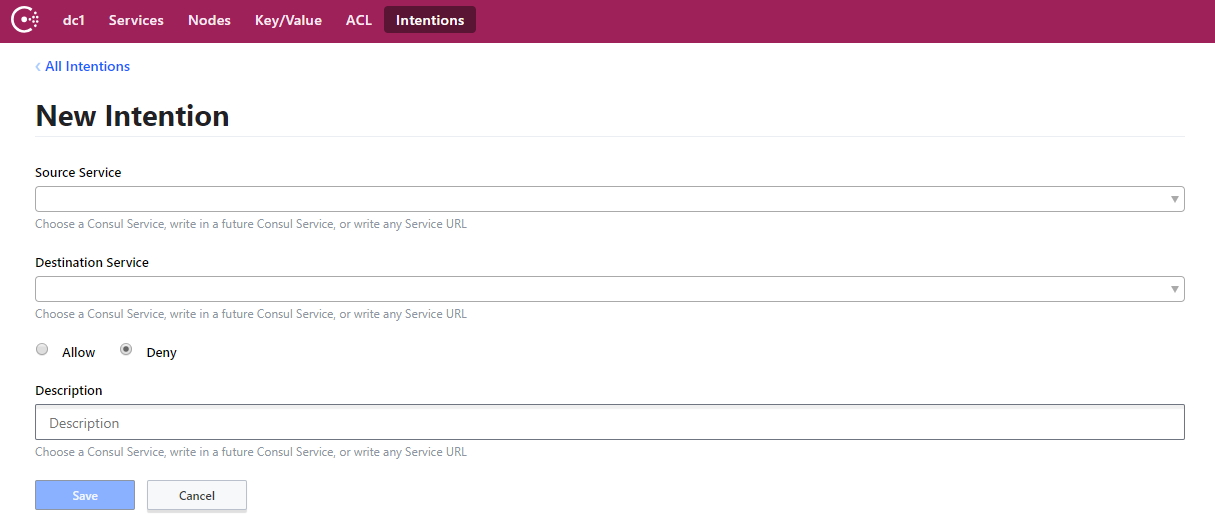 dc1 Services Nodes Key/Value ACL Intentions
‹ All Intentions
New Intention
Source Service
Choose a Consul Service, write in a future Consul Service, or write any Service URL
Destination Service
Choose a Consul Service, write in a future Consul Service, or write any Service URL
Allow Deny
Description
Description
Choose a Consul Service, write in a future Consul Service, or write any Service URL
Save Cancel